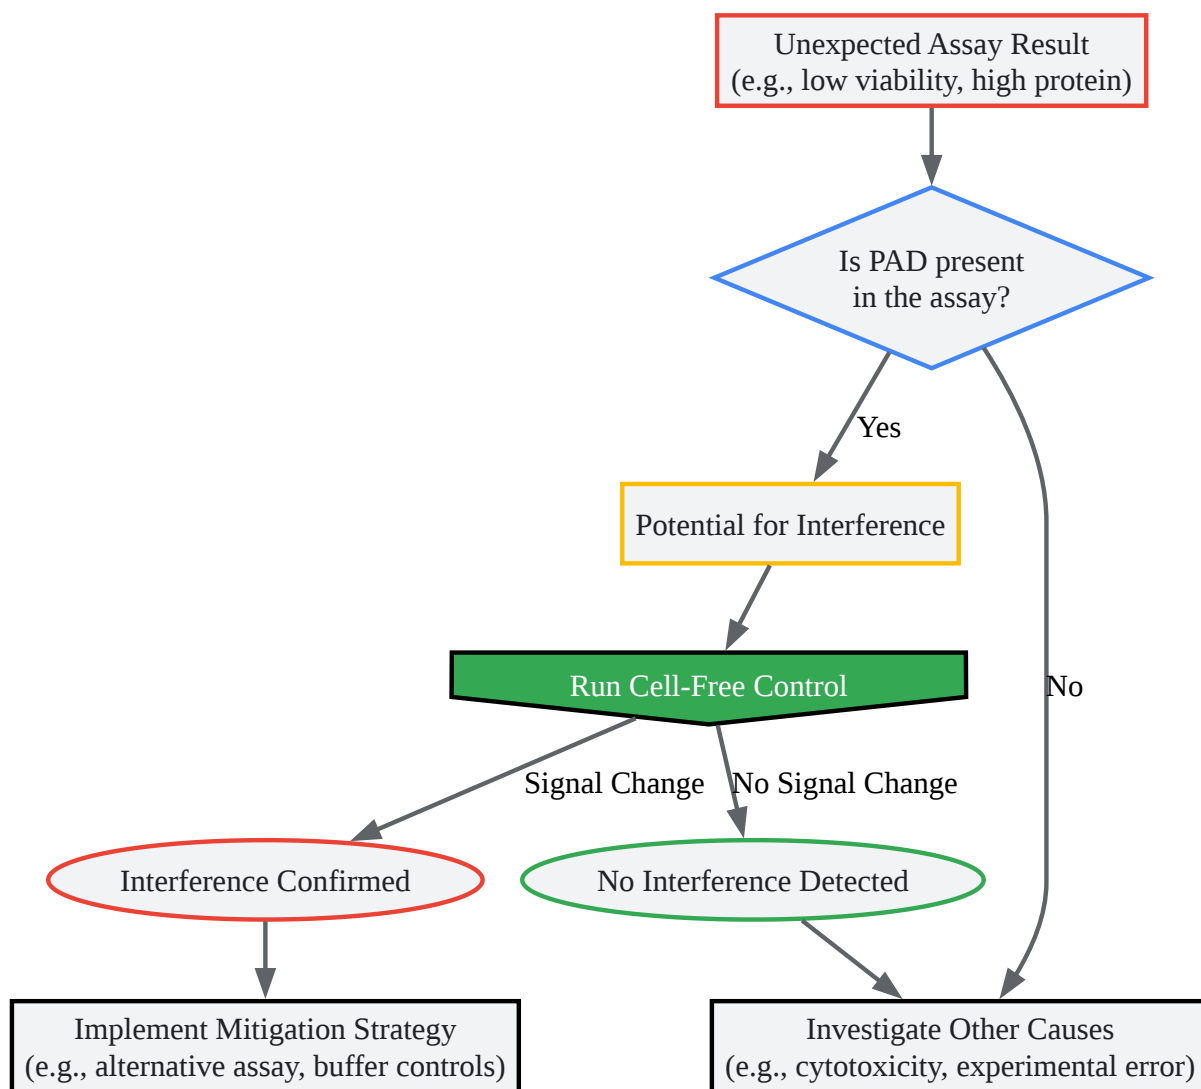 Unexpected Assay Result
(e.g., low viability, high protein)
Is PAD present
in the assay?
Yes
Potential for Interference
Run Cell-Free Control
No
Signal Change
No Signal Change
Interference Confirmed
No Interference Detected
Implement Mitigation Strategy
(e.g., alternative assay, buffer controls)
Investigate Other Causes
(e.g., cytotoxicity, experimental error)